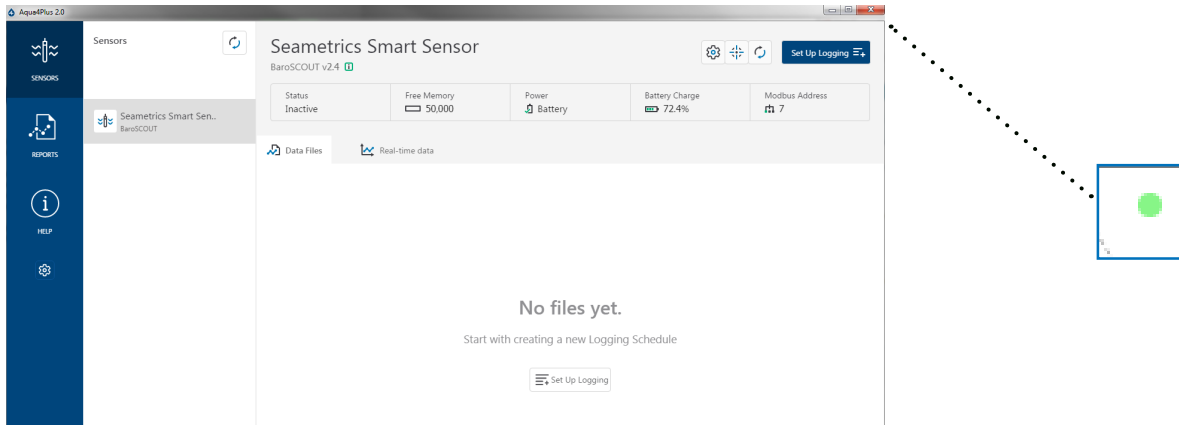 Aqua4Plus 2.0
SENSORS
REPORTS
HELP
Sensors
Seametrics Smart Sen..
BaroSCOUT
Seametrics Smart Sensor
BaroSCOUT v2.4
Set Up Logging
Status
Inactive
Free Memory
50,000
Power
Battery
Battery Charge
72.4%
Modbus Address
7
Data Files
Real-time data
No files yet.
Start with creating a new Logging Schedule
Set Up Logging